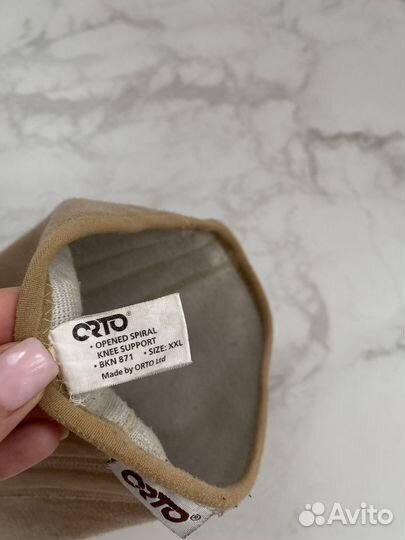 ORTO®
• OPENED SPIRAL
KNEE SUPPORT
• BKN 871 • SIZE: XXL
Made by ORTO Ltd
ORTO®
Avito